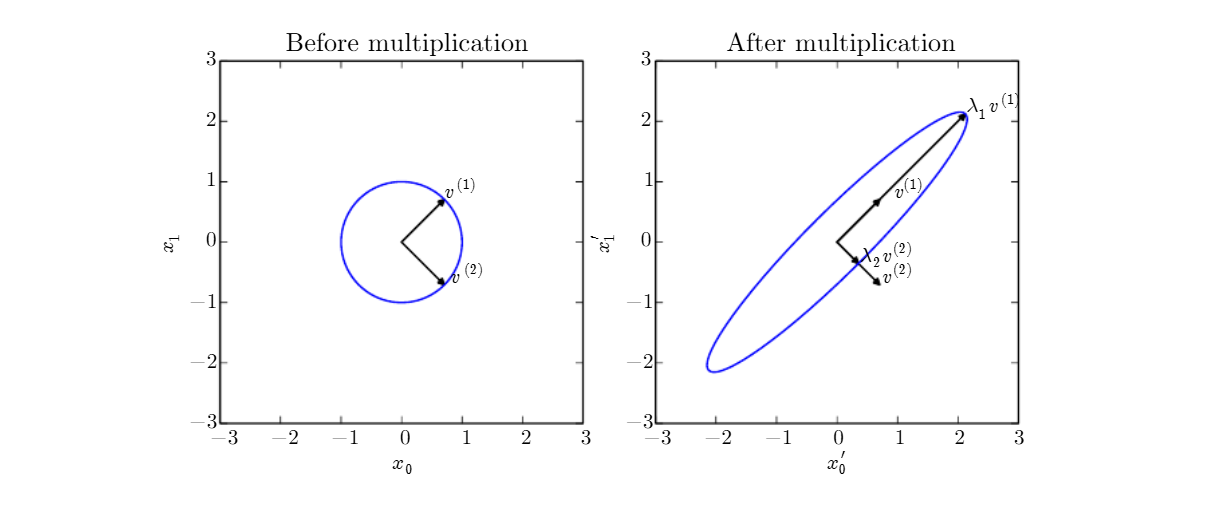 Before multiplication
3
2
1
0
−1
−2
−3
x₁
v⁽¹⁾
v⁽²⁾
−3 −2 −1 0 1 2 3
x₀
After multiplication
3
2
1
0
−1
−2
−3
x₁′
λ₁ v⁽¹⁾
v⁽¹⁾
λ₂ v⁽²⁾
v⁽²⁾
−3 −2 −1 0 1 2 3
x₀′